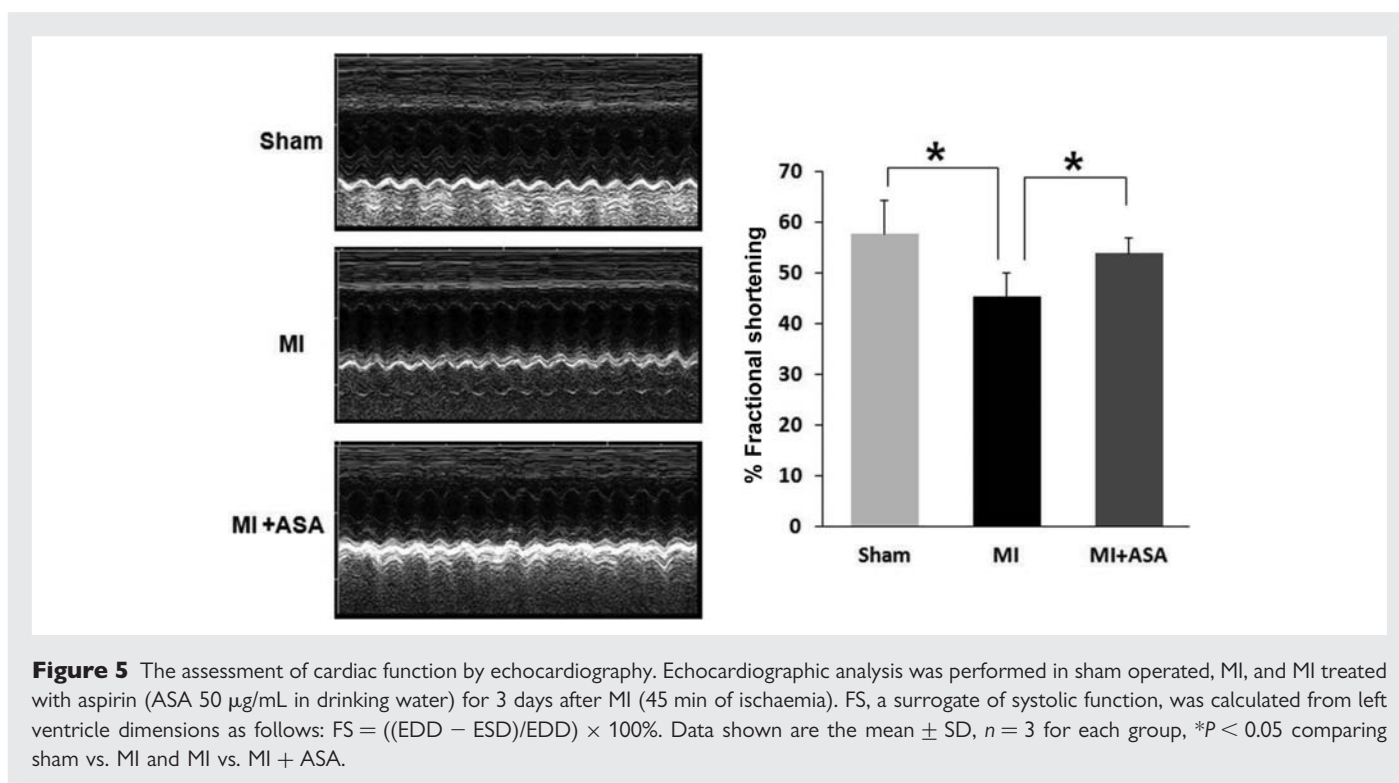 Sham
MI
MI +ASA
*
*
% Fractional shortening
70
60
50
40
30
20
10
0
Sham MI MI+ASA
Figure 5 The assessment of cardiac function by echocardiography. Echocardiographic analysis was performed in sham operated, MI, and MI treated
with aspirin (ASA 50 μg/mL in drinking water) for 3 days after MI (45 min of ischaemia). FS, a surrogate of systolic function, was calculated from left
ventricle dimensions as follows: FS = ((EDD − ESD)/EDD) × 100%. Data shown are the mean ± SD, n = 3 for each group, *P < 0.05 comparing
sham vs. MI and MI vs. MI + ASA.